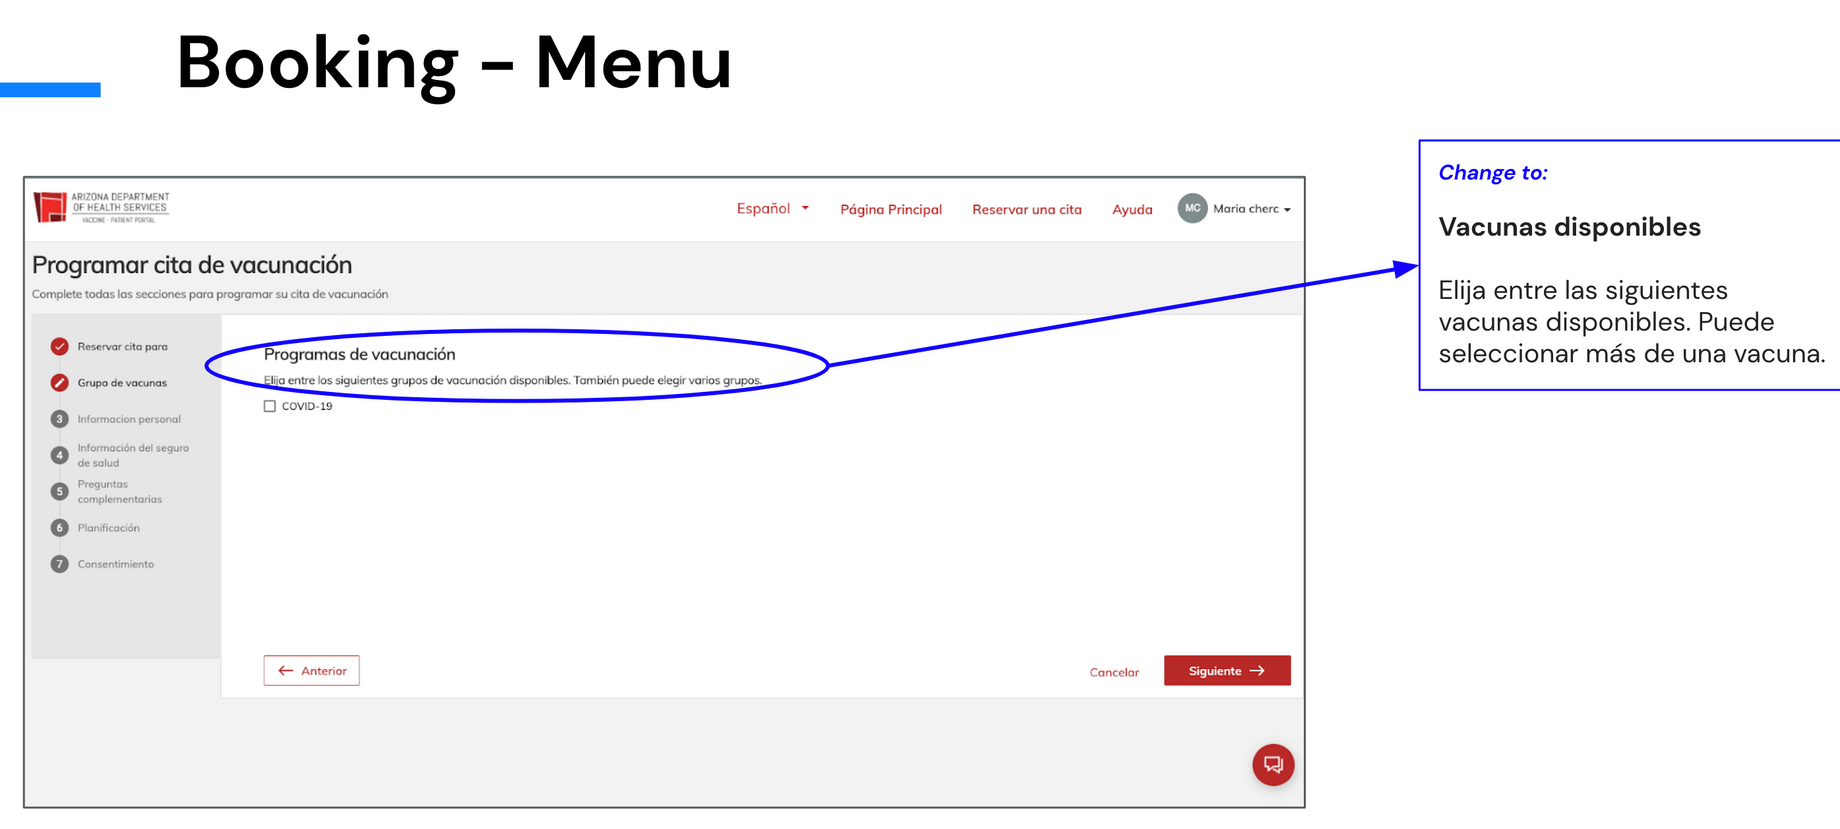 Booking - Menu
Change to:
Vacunas disponibles
Elija entre las siguientes
vacunas disponibles. Puede
seleccionar más de una vacuna.
ARIZONA DEPARTMENT
OF HEALTH SERVICES
VACCINE - PATIENT PORTAL
Español
Página Principal
Reservar una cita
Ayuda
MC
Maria cherc
Programar cita de vacunación
Complete todas las secciones para programar su cita de vacunación
Reservar cita para
Grupo de vacunas
3 Informacion personal
4 Información del seguro
de salud
5 Preguntas
complementarias
6 Planificación
7 Consentimiento
Programas de vacunación
Elija entre los siguientes grupos de vacunación disponibles. También puede elegir varios grupos.
COVID-19
← Anterior
Cancelar
Siguiente →